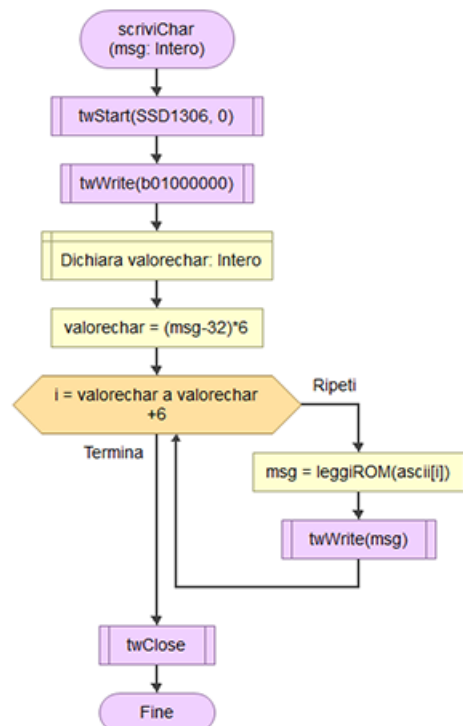 scriviChar
(msg: Intero)
twStart(SSD1306, 0)
twWrite(b01000000)
Dichiara valorechar: Intero
valorechar = (msg-32)*6
i = valorechar a valorechar
+6
Ripeti
Termina
msg = leggiROM(ascii[i])
twWrite(msg)
twClose
Fine